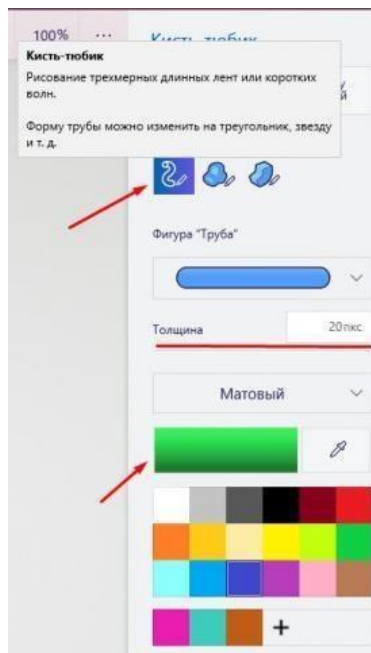 100% ...
Кисть-тюбик
Рисование трехмерных длинных лент или коротких
волн.
Форму трубы можно изменить на треугольник, звезду
и т. д.
Фигура "Труба"
Толщина
20пкс.
Матовый